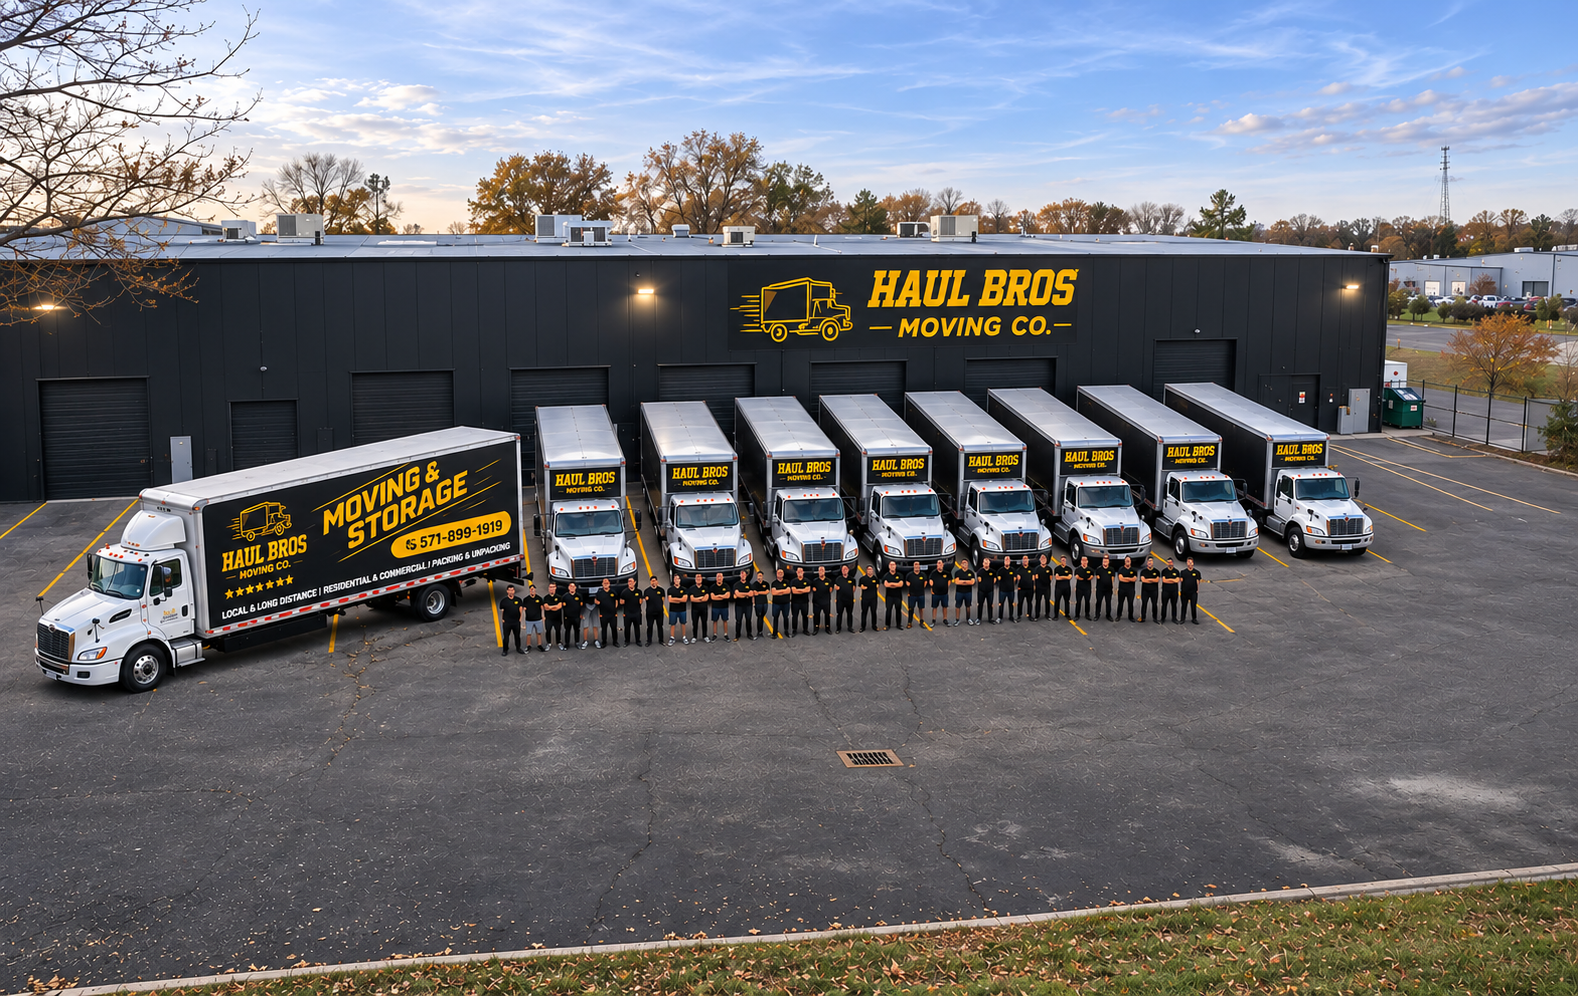 HAUL BROS
— MOVING CO. —
HAUL BROS
MOVING CO.
★★★★★
MOVING &
STORAGE
571-899-1919
LOCAL & LONG DISTANCE | RESIDENTIAL & COMMERCIAL | PACKING & UNPACKING
HAUL BROS
- MOVING CO. -
HAUL BROS
- MOVING CO. -
HAUL BROS
- MOVING CO. -
HAUL BROS
- MOVING CO. -
HAUL BROS
- MOVING CO. -
HAUL BROS
- MOVING CO. -
HAUL BROS
- MOVING CO. -
HAUL BROS
- MOVING CO. -